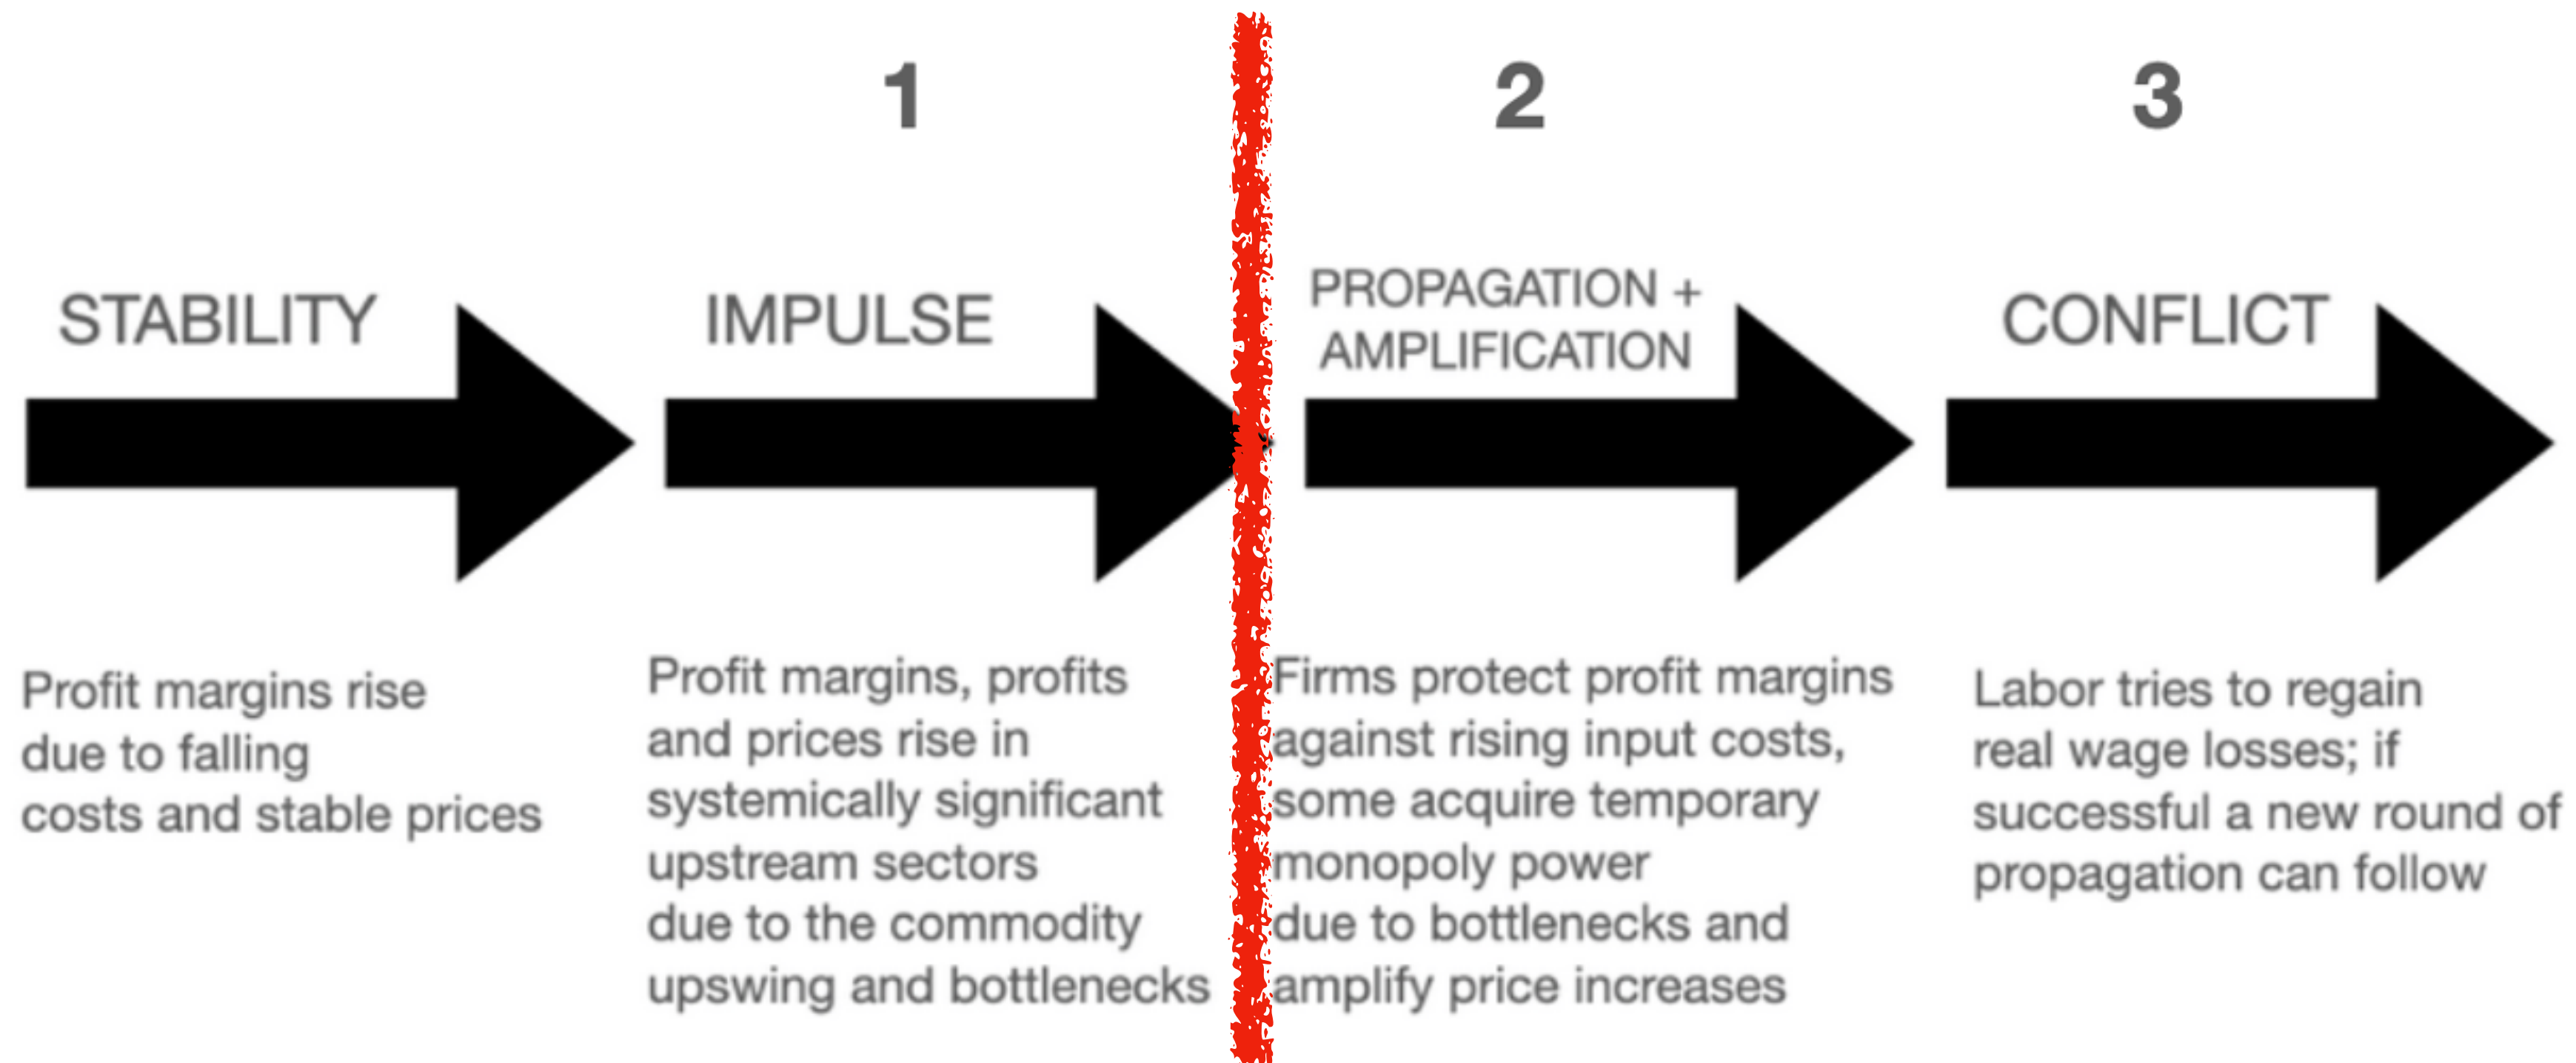 1
2
3
STABILITY
IMPULSE
PROPAGATION +
AMPLIFICATION
CONFLICT
Profit margins rise
due to falling
costs and stable prices
Profit margins, profits
and prices rise in
systemically significant
upstream sectors
due to the commodity
upswing and bottlenecks
Firms protect profit margins
against rising input costs,
some acquire temporary
monopoly power
due to bottlenecks and
amplify price increases
Labor tries to regain
real wage losses; if
successful a new round of
propagation can follow